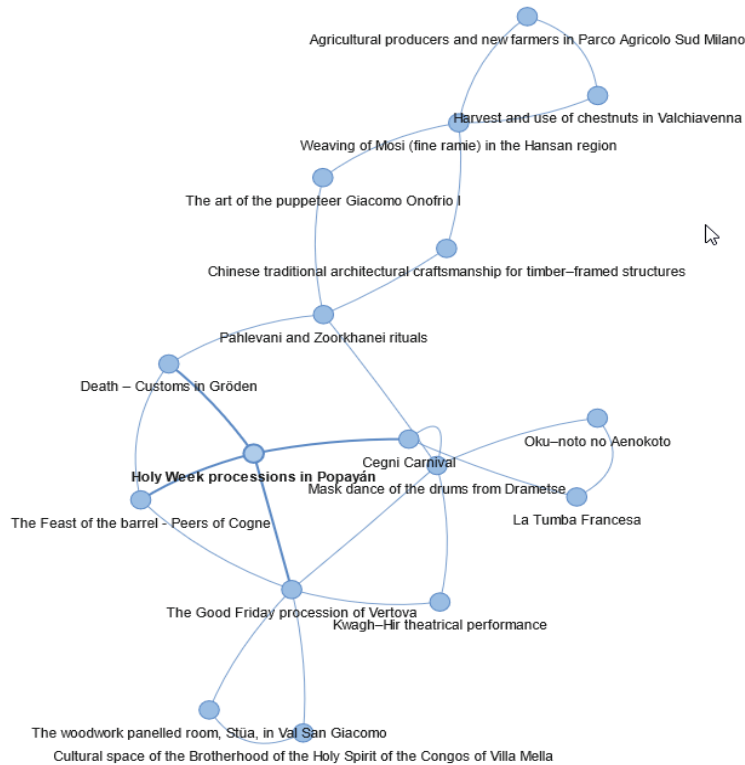 Agricultural producers and new farmers in Parco Agricolo Sud Milano
Harvest and use of chestnuts in Valchiavenna
Weaving of Mosi (fine ramie) in the Hansan region
The art of the puppeteer Giacomo Onofrio I
Chinese traditional architectural craftsmanship for timber–framed structures
Pahlevani and Zoorkhanei rituals
Death – Customs in Gröden
Oku–noto no Aenokoto
Cegni Carnival
Holy Week processions in Popayán
Mask dance of the drums from Drametse
La Tumba Francesa
The Feast of the barrel - Peers of Cogne
The Good Friday procession of Vertova
Kwagh–Hir theatrical performance
The woodwork panelled room, Stüa, in Val San Giacomo
Cultural space of the Brotherhood of the Holy Spirit of the Congos of Villa Mella